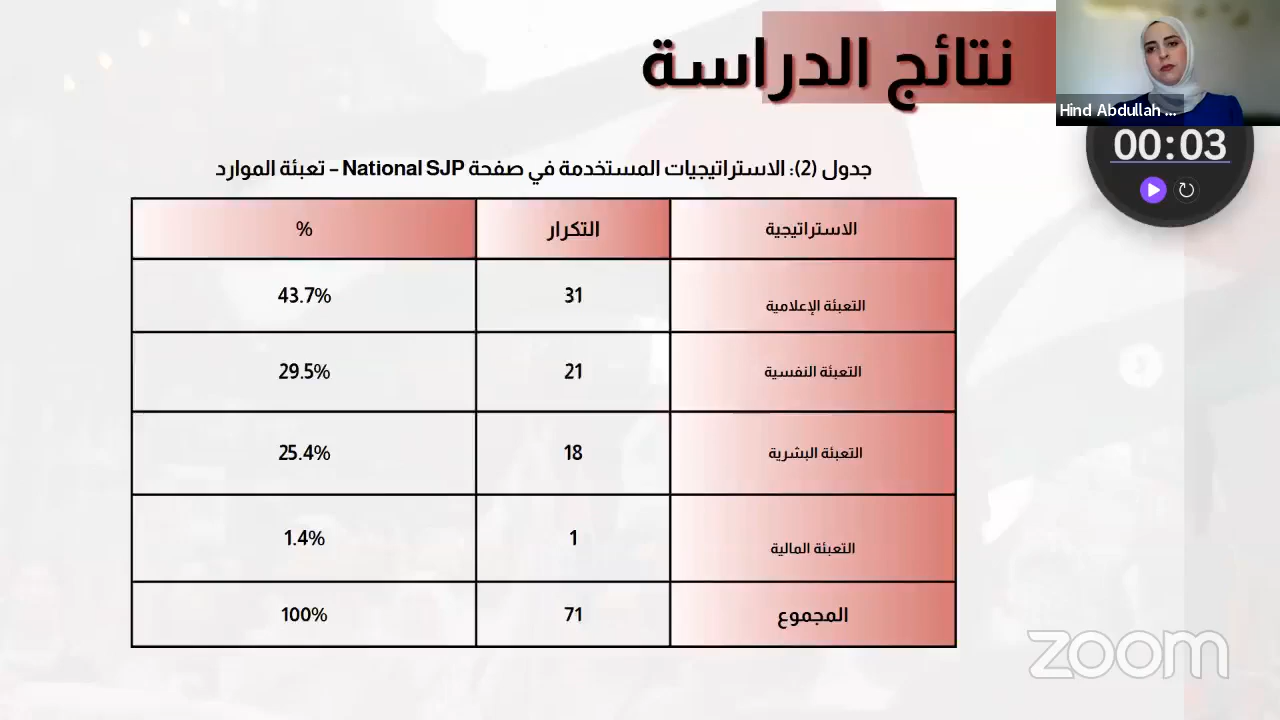 نتائج الدراسة
Hind Abdullah ...
00:03
جدول (2): الاستراتيجيات المستخدمة في صفحة National SJP – تعبئة الموارد
الاستراتيجية التكرار %
التعبئة الإعلامية 31 43.7%
التعبئة النفسية 21 29.5%
التعبئة البشرية 18 25.4%
التعبئة المالية 1 1.4%
المجموع 71 100%
zoom